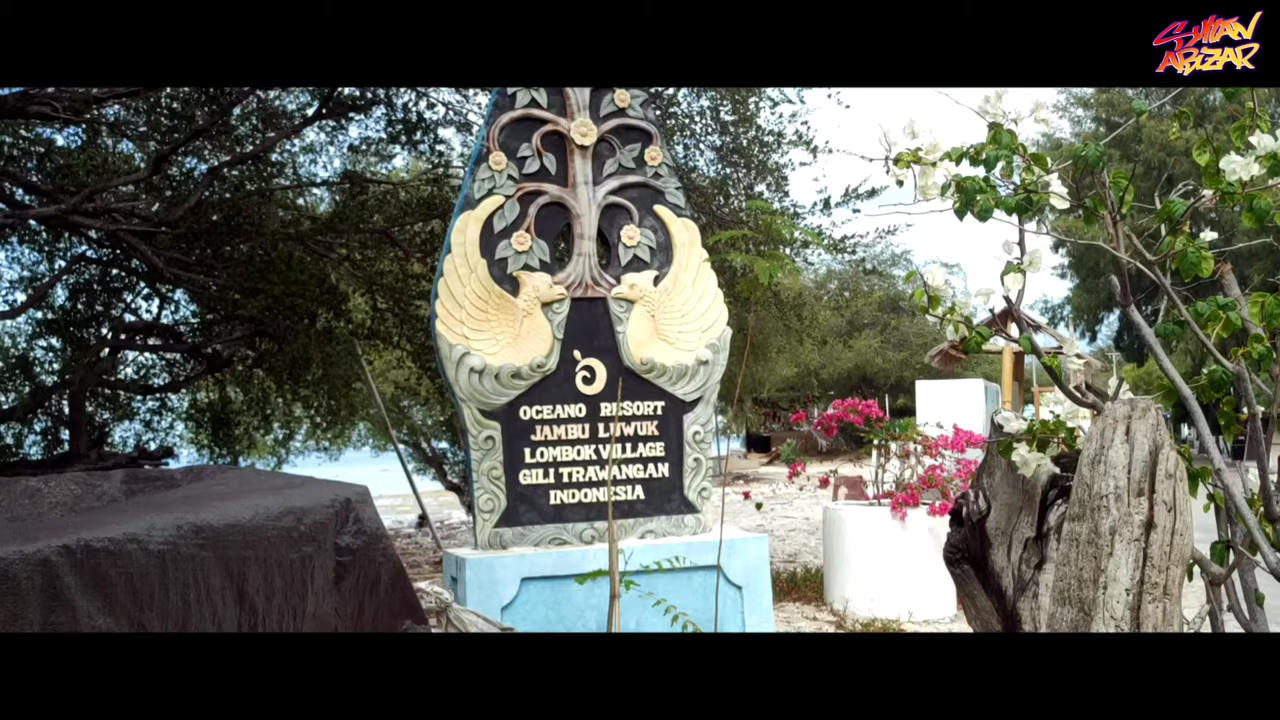 SULTAN
ABIZAR
OCEANO RESORT
JAMBU LUWUK
LOMBOK VILLAGE
GILI TRAWANGAN
INDONESIA